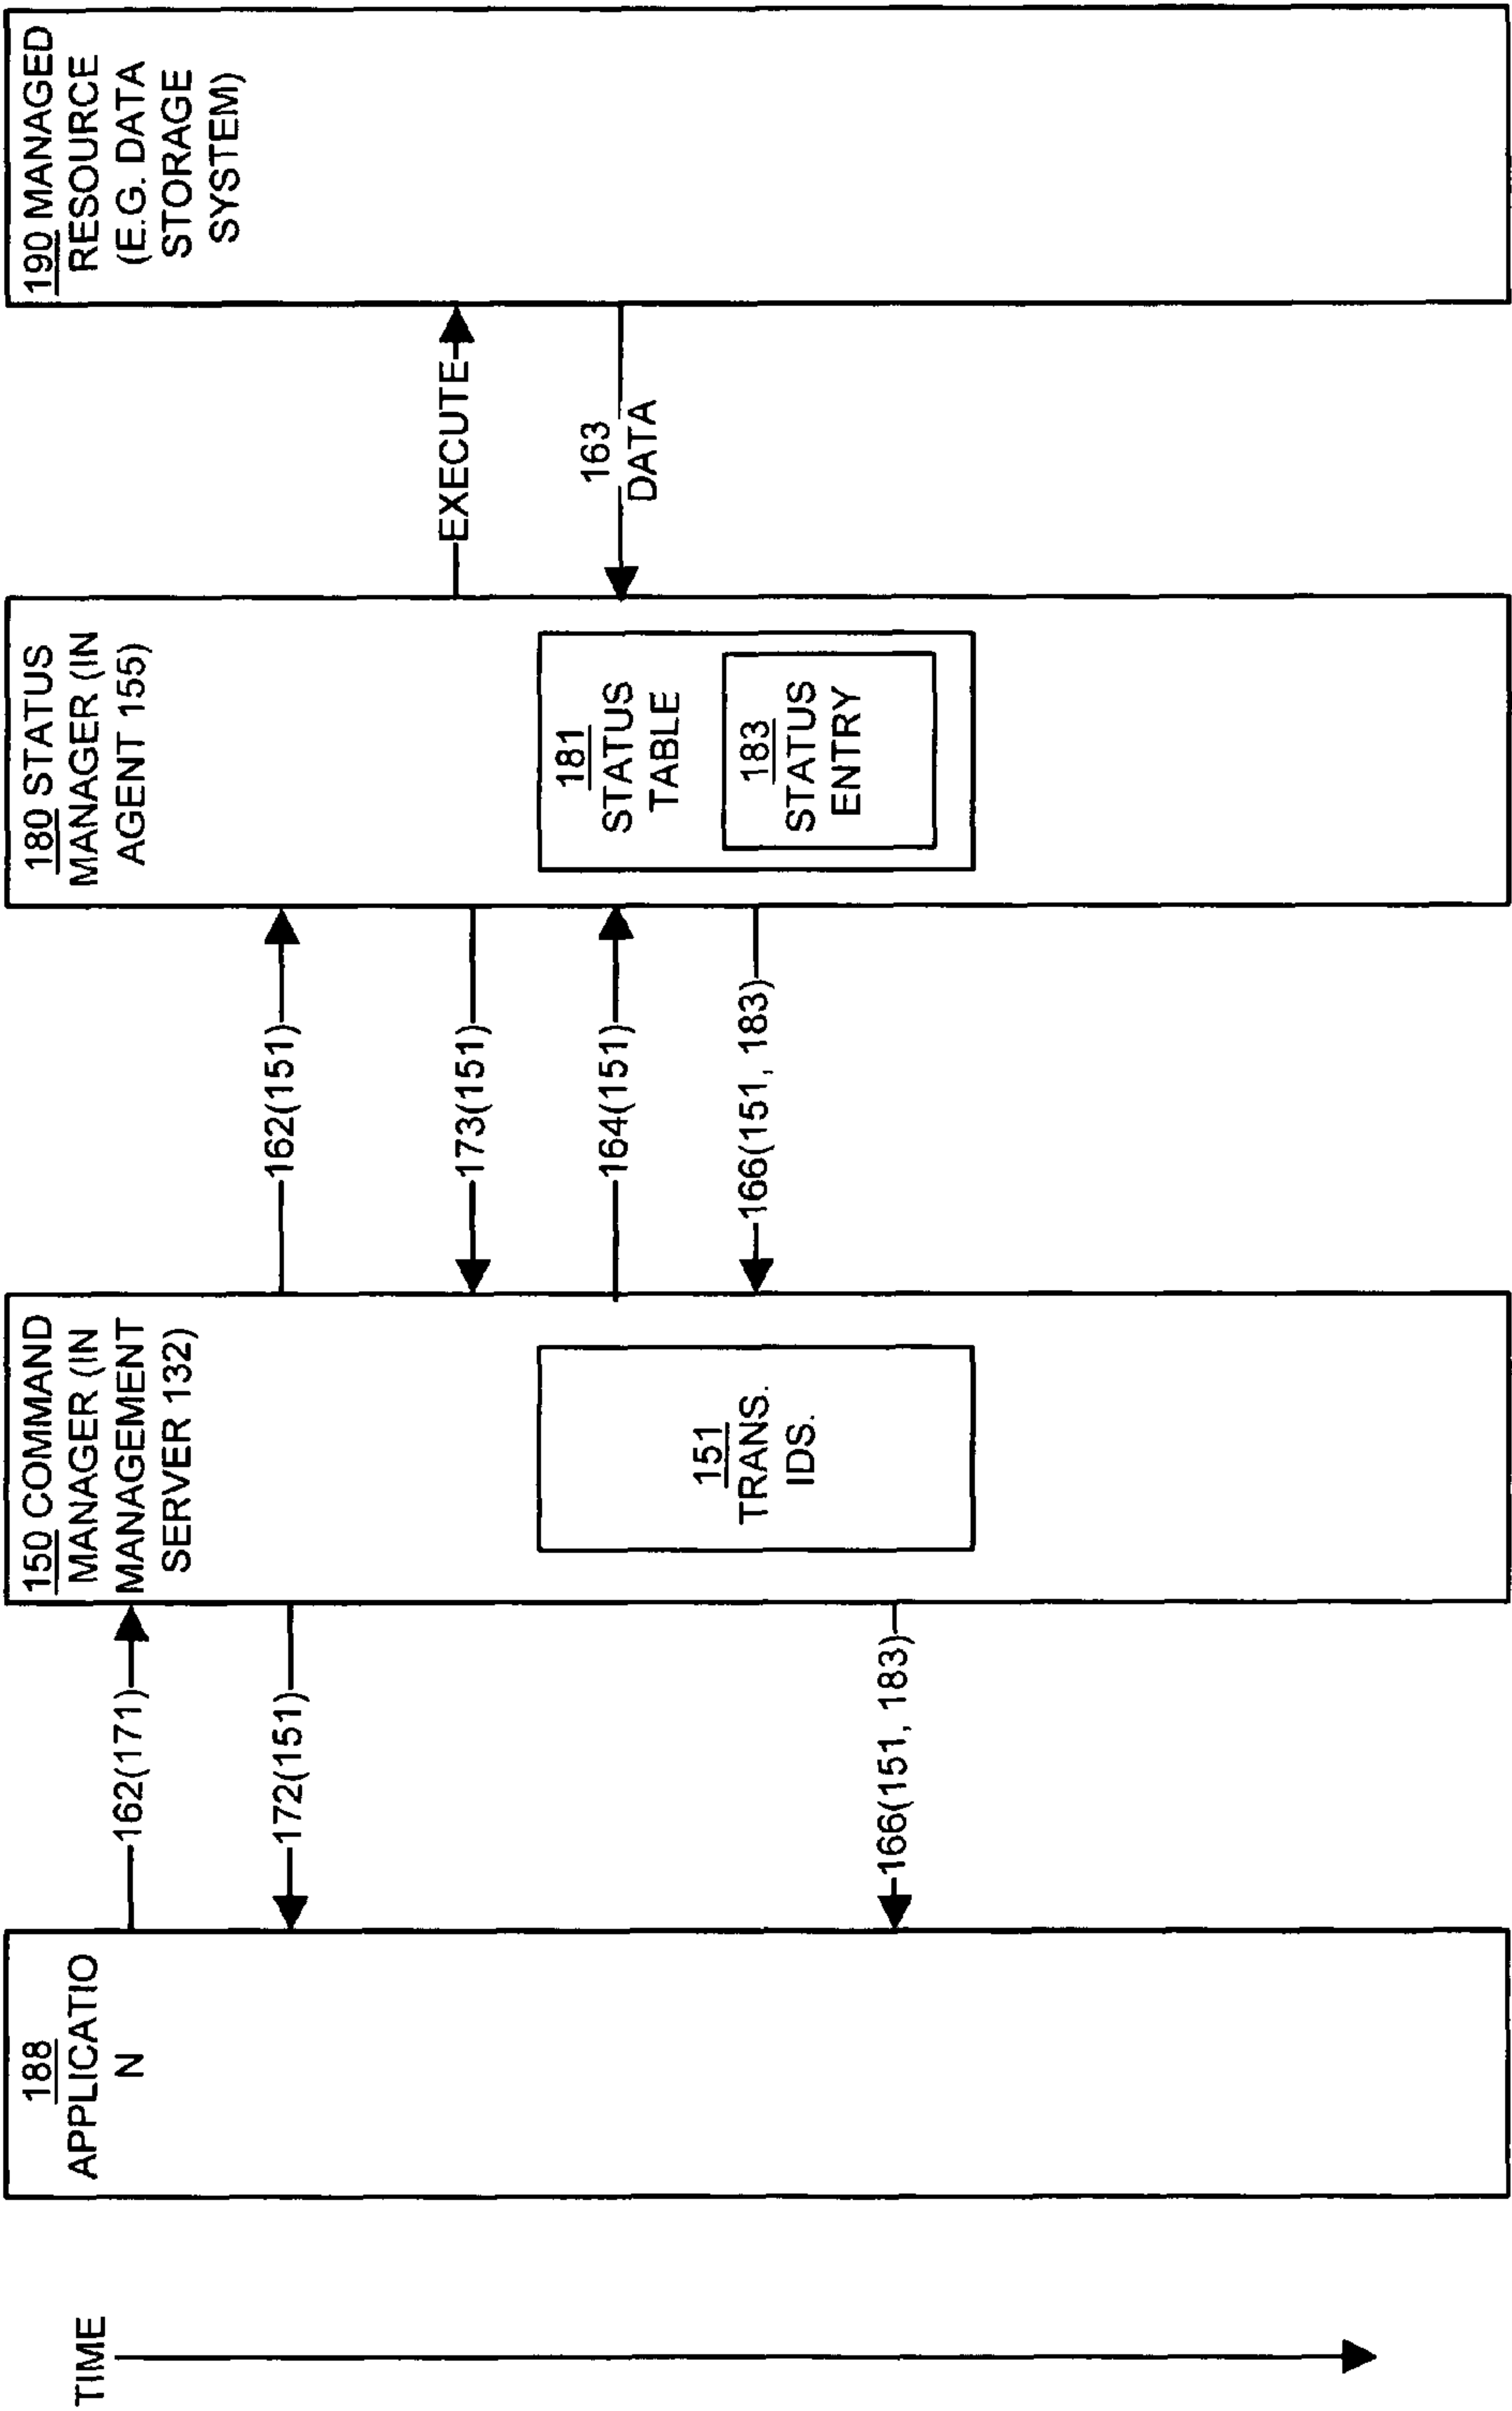 TIME
188
APPLICATIO
N
162(171)
172(151)
166(151, 183)
150 COMMAND
MANAGER (IN
MANAGEMENT
SERVER 132)
151
TRANS.
IDS.
162(151)
173(151)
164(151)
166(151, 183)
180 STATUS
MANAGER (IN
AGENT 155)
181
STATUS
TABLE
183
STATUS
ENTRY
EXECUTE
163
DATA
190 MANAGED
RESOURCE
(E.G. DATA
STORAGE
SYSTEM)